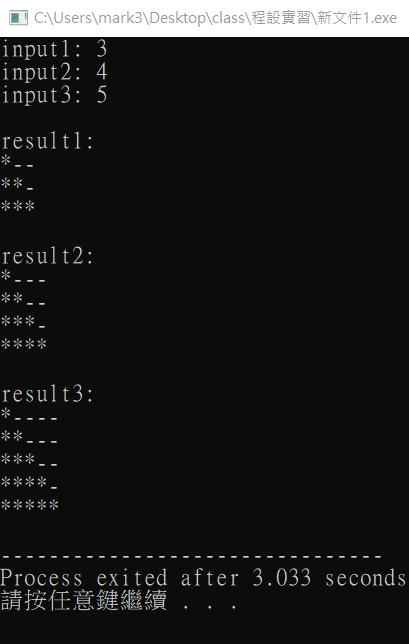 C:\Users\mark3\Desktop\class\程設實習\新文件1.exe
input1: 3
input2: 4
input3: 5
result1:
*--
**-
***
result2:
*---
**--
***-
****
result3:
*----
**---
***--
****-
*****
--------------------------------
Process exited after 3.033 seconds
請按任意鍵繼續 . . .